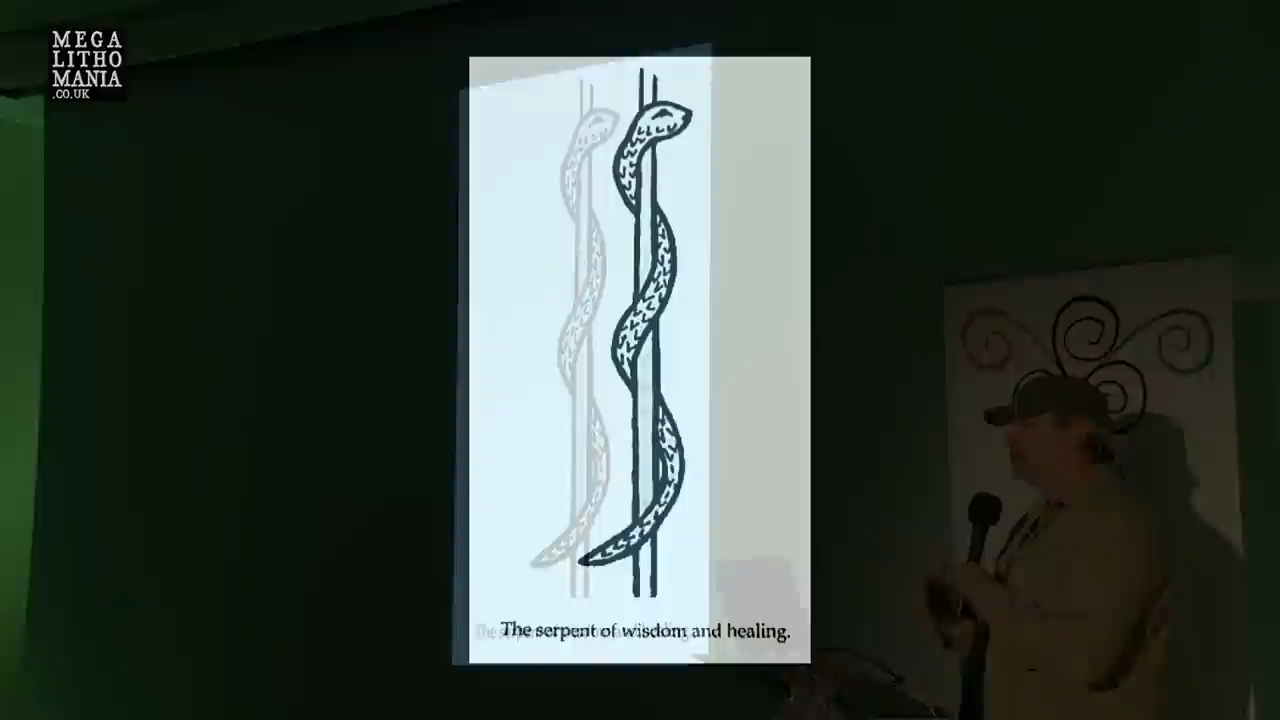 MEGA
LITHO
MANIA
.CO.UK
The serpent of wisdom and healing.